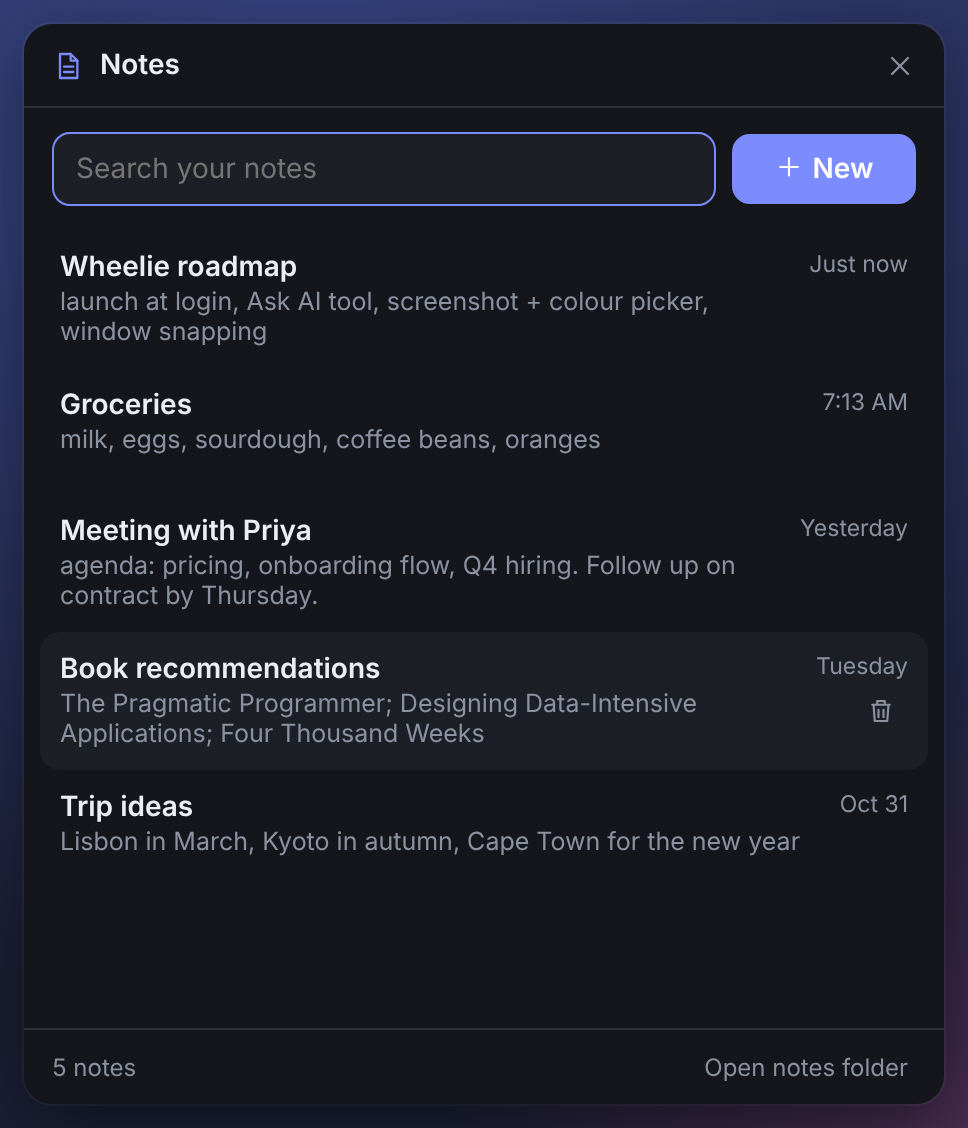 Notes
Search your notes
+ New
Wheelie roadmap
Just now
launch at login, Ask AI tool, screenshot + colour picker,
window snapping
Groceries
7:13 AM
milk, eggs, sourdough, coffee beans, oranges
Meeting with Priya
Yesterday
agenda: pricing, onboarding flow, Q4 hiring. Follow up on
contract by Thursday.
Book recommendations
Tuesday
The Pragmatic Programmer; Designing Data-Intensive
Applications; Four Thousand Weeks
Trip ideas
Oct 31
Lisbon in March, Kyoto in autumn, Cape Town for the new year
5 notes
Open notes folder